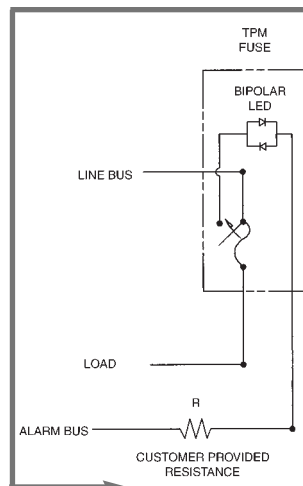 TPM
FUSE
BIPOLAR
LED
LINE BUS
LOAD
R
ALARM BUS
CUSTOMER PROVIDED
RESISTANCE